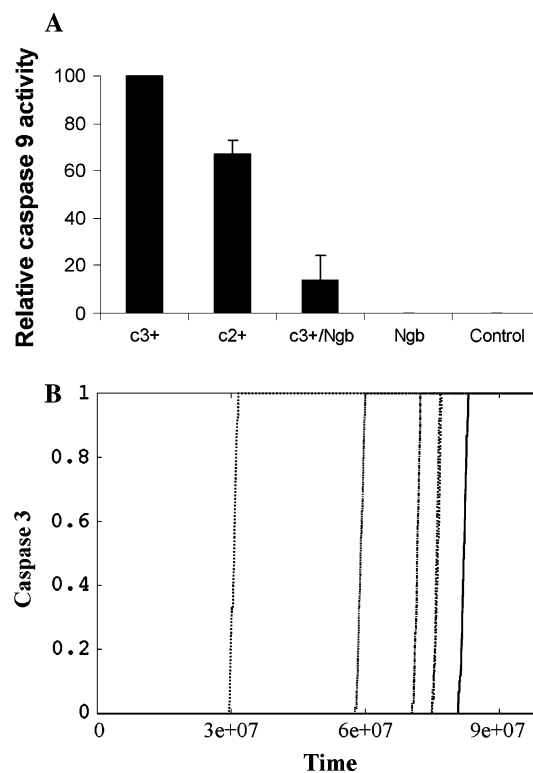 A
Relative caspase 9 activity
100
80
60
40
20
0
c3+ c2+ c3+/Ngb Ngb Control
B
Caspase 3
1
0.8
0.6
0.4
0.2
0
0 3e+07 6e+07 9e+07
Time